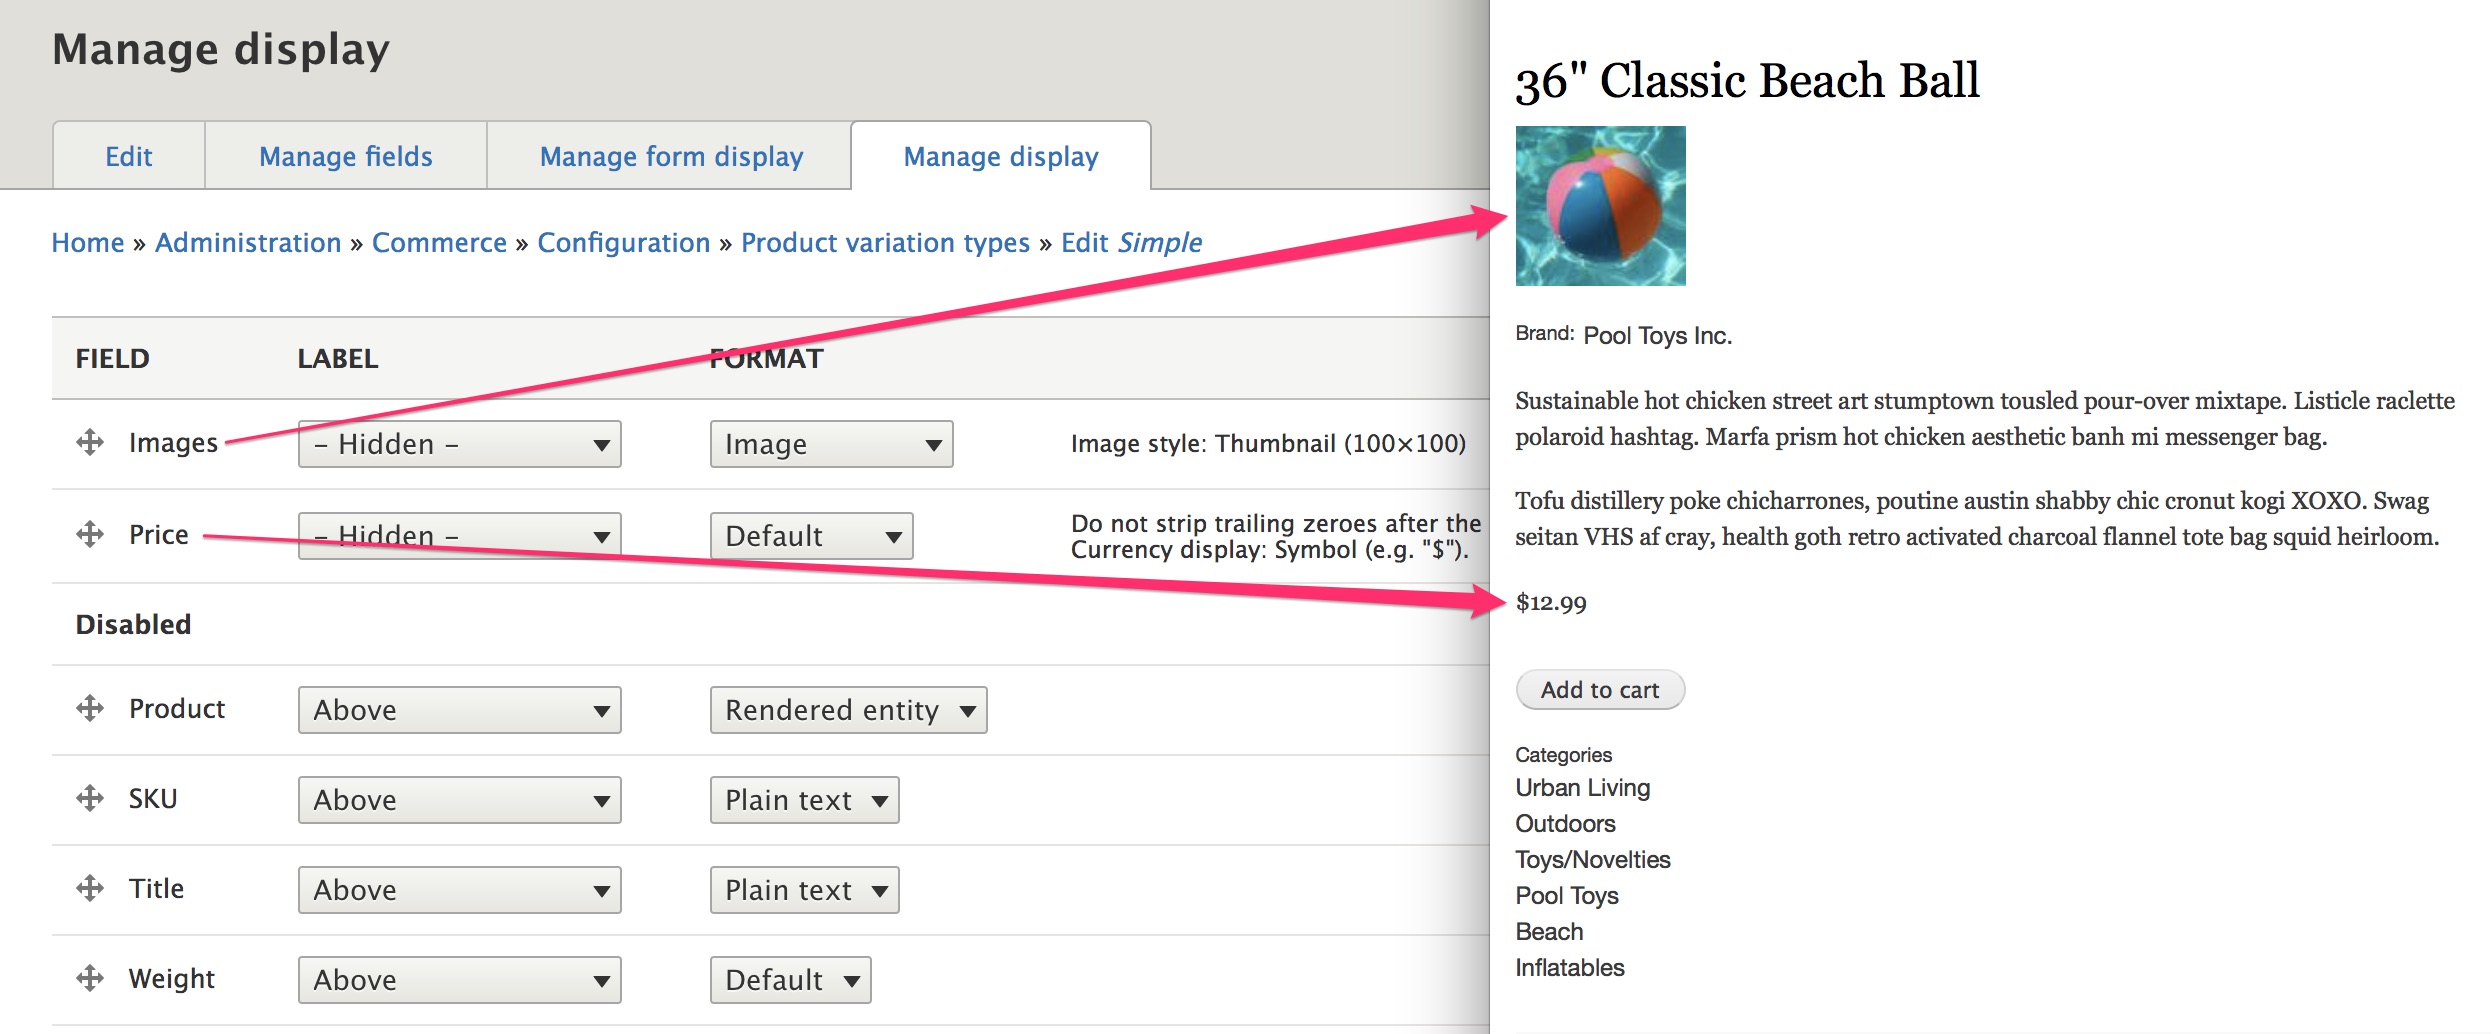 Manage display
Edit
Manage fields
Manage form display
Manage display
Home » Administration » Commerce » Configuration » Product variation types » Edit Simple
FIELD LABEL FORMAT
Images – Hidden – Image Image style: Thumbnail (100×100)
Price – Hidden – Default Do not strip trailing zeroes after the
Currency display: Symbol (e.g. "$").
Disabled
Product Above Rendered entity
SKU Above Plain text
Title Above Plain text
Weight Above Default
36" Classic Beach Ball
Brand: Pool Toys Inc.
Sustainable hot chicken street art stumptown tousled pour-over mixtape. Listicle raclette
polaroid hashtag. Marfa prism hot chicken aesthetic banh mi messenger bag.
Tofu distillery poke chicharrones, poutine austin shabby chic cronut kogi XOXO. Swag
seitan VHS af cray, health goth retro activated charcoal flannel tote bag squid heirloom.
$12.99
Add to cart
Categories
Urban Living
Outdoors
Toys/Novelties
Pool Toys
Beach
Inflatables